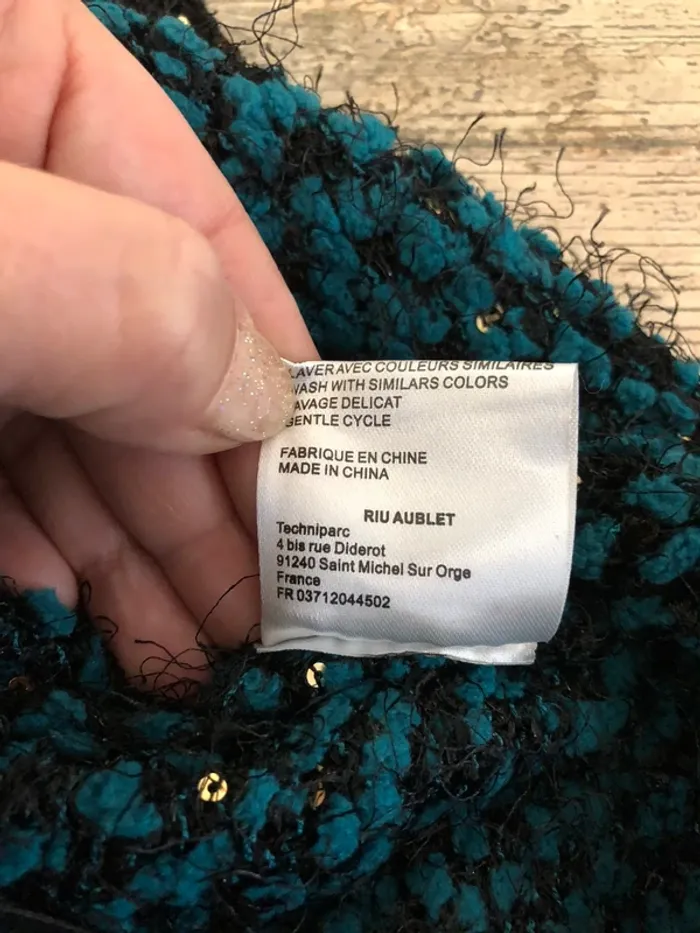 LAVER AVEC COULEURS SIMILAIRES
WASH WITH SIMILARS COLORS
LAVAGE DELICAT
GENTLE CYCLE
FABRIQUE EN CHINE
MADE IN CHINA
RIU AUBLET
Techniparc
4 bis rue Diderot
91240 Saint Michel Sur Orge
France
FR 03712044502